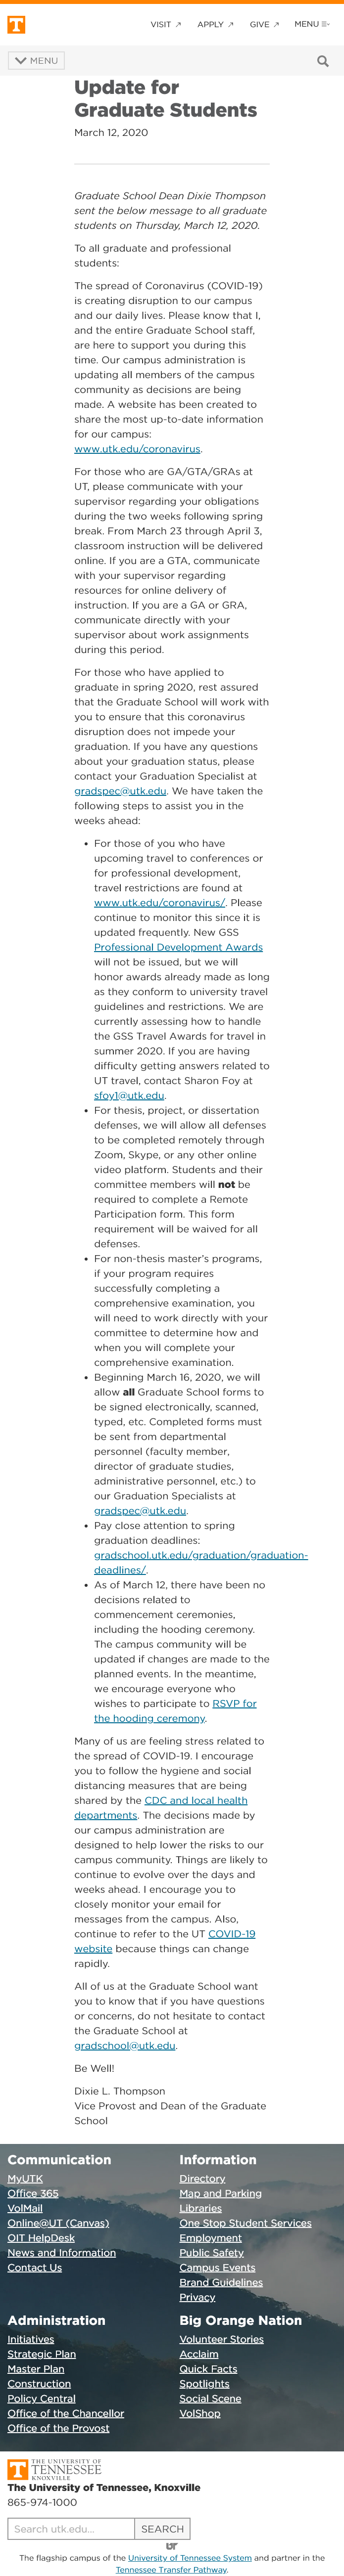 VISIT
APPLY
GIVE
MENU
MENU
Update for
Graduate Students
March 12, 2020
Graduate School Dean Dixie Thompson
sent the below message to all graduate
students on Thursday, March 12, 2020.
To all graduate and professional
students:
The spread of Coronavirus (COVID-19)
is creating disruption to our campus
and our daily lives. Please know that I,
and the entire Graduate School staff,
are here to support you during this
time. Our campus administration is
updating all members of the campus
community as decisions are being
made. A website has been created to
share the most up-to-date information
for our campus:
www.utk.edu/coronavirus.
For those who are GA/GTA/GRAs at
UT, please communicate with your
supervisor regarding your obligations
during the two weeks following spring
break. From March 23 through April 3,
classroom instruction will be delivered
online. If you are a GTA, communicate
with your supervisor regarding
resources for online delivery of
instruction. If you are a GA or GRA,
communicate directly with your
supervisor about work assignments
during this period.
For those who have applied to
graduate in spring 2020, rest assured
that the Graduate School will work with
you to ensure that this coronavirus
disruption does not impede your
graduation. If you have any questions
about your graduation status, please
contact your Graduation Specialist at
gradspec@utk.edu. We have taken the
following steps to assist you in the
weeks ahead:
• For those of you who have
upcoming travel to conferences or
for professional development,
travel restrictions are found at
www.utk.edu/coronavirus/. Please
continue to monitor this since it is
updated frequently. New GSS
Professional Development Awards
will not be issued, but we will
honor awards already made as long
as they conform to university travel
guidelines and restrictions. We are
currently assessing how to handle
the GSS Travel Awards for travel in
summer 2020. If you are having
difficulty getting answers related to
UT travel, contact Sharon Foy at
sfoy1@utk.edu.
• For thesis, project, or dissertation
defenses, we will allow all defenses
to be completed remotely through
Zoom, Skype, or any other online
video platform. Students and their
committee members will not be
required to complete a Remote
Participation form. This form
requirement will be waived for all
defenses.
• For non-thesis master's programs,
if your program requires
successfully completing a
comprehensive examination, you
will need to work directly with your
committee to determine how and
when you will complete your
comprehensive examination.
• Beginning March 16, 2020, we will
allow all Graduate School forms to
be signed electronically, scanned,
typed, etc. Completed forms must
be sent from departmental
personnel (faculty member,
director of graduate studies,
administrative personnel, etc.) to
our Graduation Specialists at
gradspec@utk.edu.
• Pay close attention to spring
graduation deadlines:
gradschool.utk.edu/graduation/graduation-
deadlines/.
• As of March 12, there have been no
decisions related to
commencement ceremonies,
including the hooding ceremony.
The campus community will be
updated if changes are made to the
planned events. In the meantime,
we encourage everyone who
wishes to participate to RSVP for
the hooding ceremony.
Many of us are feeling stress related to
the spread of COVID-19. I encourage
you to follow the hygiene and social
distancing measures that are being
shared by the CDC and local health
departments. The decisions made by
our campus administration are
designed to help lower the risks to our
campus community. Things are likely to
continue to evolve over the days and
weeks ahead. I encourage you to
closely monitor your email for
messages from the campus. Also,
continue to refer to the UT COVID-19
website because things can change
rapidly.
All of us at the Graduate School want
you to know that if you have questions
or concerns, do not hesitate to contact
the Graduate School at
gradschool@utk.edu.
Be Well!
Dixie L. Thompson
Vice Provost and Dean of the Graduate
School
Communication
MyUTK
Office 365
VolMail
Online@UT (Canvas)
OIT HelpDesk
News and Information
Contact Us
Information
Directory
Map and Parking
Libraries
One Stop Student Services
Employment
Public Safety
Campus Events
Brand Guidelines
Privacy
Administration
Initiatives
Strategic Plan
Master Plan
Construction
Policy Central
Office of the Chancellor
Office of the Provost
Big Orange Nation
Volunteer Stories
Acclaim
Quick Facts
Spotlights
Social Scene
VolShop
THE UNIVERSITY OF
TENNESSEE
KNOXVILLE
The University of Tennessee, Knoxville
865-974-1000
Search utk.edu...
SEARCH
UT
The flagship campus of the University of Tennessee System and partner in the
Tennessee Transfer Pathway.